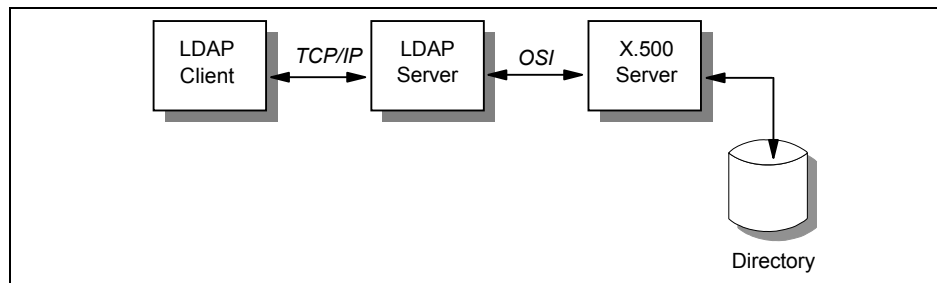 LDAP
Client
TCP/IP
LDAP
Server
OSI
X.500
Server
Directory